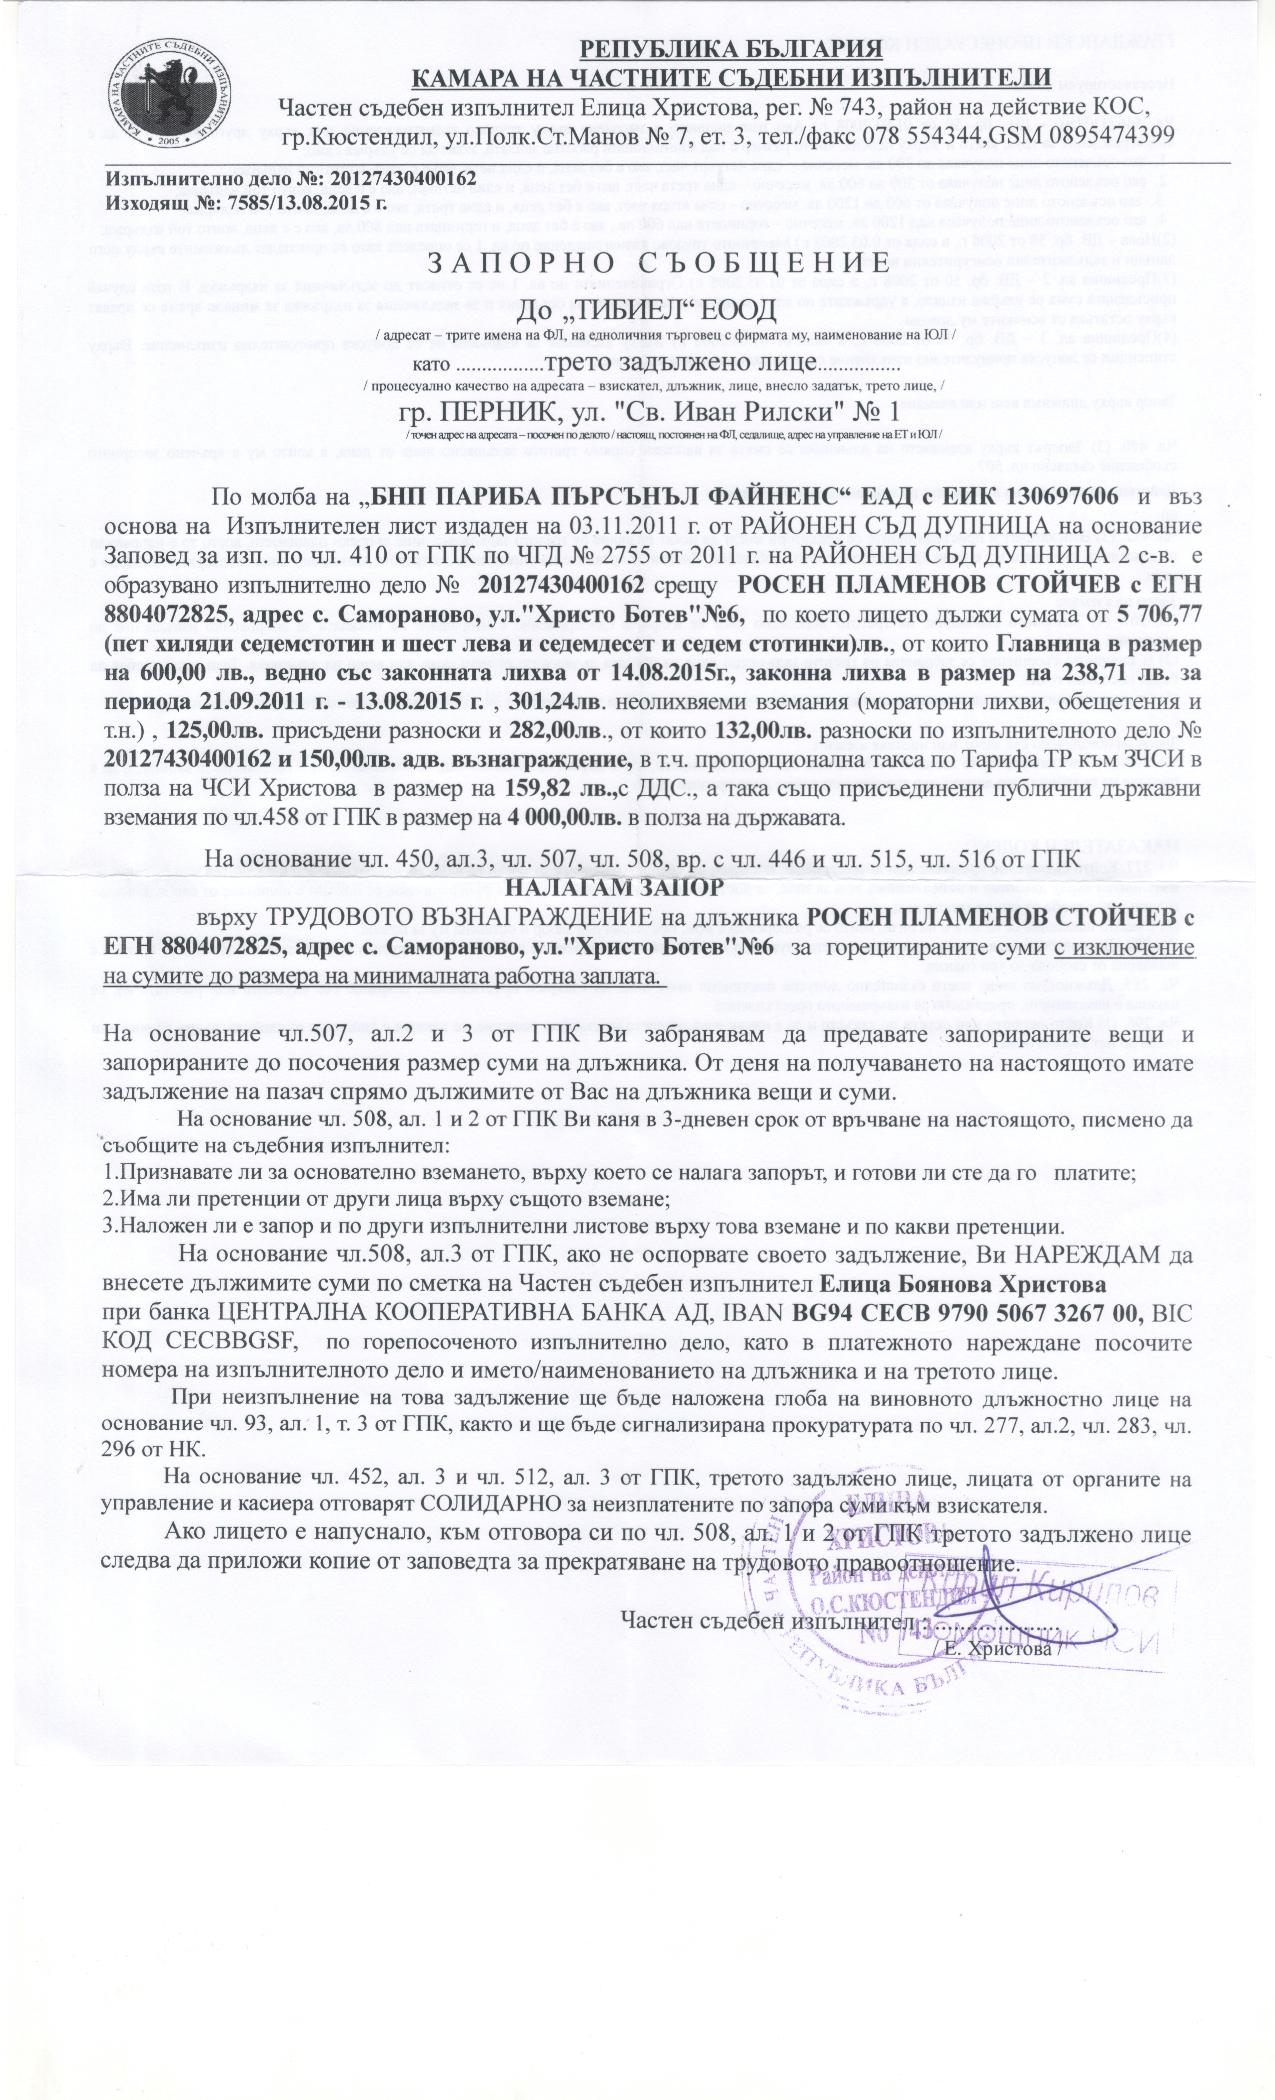 РЕПУБЛИКА БЪЛГАРИЯ
КАМАРА НА ЧАСТНИТЕ СЪДЕБНИ ИЗПЪЛНИТЕЛИ
Частен съдебен изпълнител Елица Христова, рег. № 743, район на действие КОС,
гр.Кюстендил, ул.Полк.Ст.Манов № 7, ет. 3, тел./факс 078 554344,GSM 0895474399
КАМАРА НА ЧАСТНИТЕ СЪДЕБНИ ИЗПЪЛНИТЕЛИ
• 2005 •
Изпълнително дело №: 20127430400162
Изходящ №: 7585/13.08.2015 г.
З А П О Р Н О С Ъ О Б Щ Е Н И Е
До „ТИБИЕЛ“ ЕООД
/ адресат – трите имена на ФЛ, на едноличния търговец с фирмата му, наименование на ЮЛ /
като .................трето задължено лице................
/ процесуално качество на адресата – взискател, длъжник, лице, внесло задатък, трето лице, /
гр. ПЕРНИК, ул. "Св. Иван Рилски" № 1
/ точен адрес на адресата – посочен по делото / настоящ, постоянен на ФЛ, седалище, адрес на управление на ЕТ и ЮЛ /
По молба на „БНП ПАРИБА ПЪРСЪНЪЛ ФАЙНЕНС“ ЕАД с ЕИК 130697606 и въз
основа на Изпълнителен лист издаден на 03.11.2011 г. от РАЙОНЕН СЪД ДУПНИЦА на основание
Заповед за изп. по чл. 410 от ГПК по ЧГД № 2755 от 2011 г. на РАЙОНЕН СЪД ДУПНИЦА 2 с-в. е
образувано изпълнително дело № 20127430400162 срещу РОСЕН ПЛАМЕНОВ СТОЙЧЕВ с ЕГН
8804072825, адрес с. Самораново, ул."Христо Ботев"№6, по което лицето дължи сумата от 5 706,77
(пет хиляди седемстотин и шест лева и седемдесет и седем стотинки)лв., от които Главница в размер
на 600,00 лв., ведно със законната лихва от 14.08.2015г., законна лихва в размер на 238,71 лв. за
периода 21.09.2011 г. - 13.08.2015 г. , 301,24лв. неолихвяеми вземания (мораторни лихви, обещетения и
т.н.) , 125,00лв. присъдени разноски и 282,00лв., от които 132,00лв. разноски по изпълнителното дело №
20127430400162 и 150,00лв. адв. възнаграждение, в т.ч. пропорционална такса по Тарифа ТР към ЗЧСИ в
полза на ЧСИ Христова в размер на 159,82 лв.,с ДДС., а така също присъединени публични държавни
вземания по чл.458 от ГПК в размер на 4 000,00лв. в полза на държавата.
На основание чл. 450, ал.3, чл. 507, чл. 508, вр. с чл. 446 и чл. 515, чл. 516 от ГПК
НАЛАГАМ ЗАПОР
върху ТРУДОВОТО ВЪЗНАГРАЖДЕНИЕ на длъжника РОСЕН ПЛАМЕНОВ СТОЙЧЕВ с
ЕГН 8804072825, адрес с. Самораново, ул."Христо Ботев"№6 за горецитираните суми с изключение
на сумите до размера на минималната работна заплата.
На основание чл.507, ал.2 и 3 от ГПК Ви забранявам да предавате запорираните вещи и
запорираните до посочения размер суми на длъжника. От деня на получаването на настоящото имате
задължение на пазач спрямо дължимите от Вас на длъжника вещи и суми.
На основание чл. 508, ал. 1 и 2 от ГПК Ви каня в 3-дневен срок от връчване на настоящото, писмено да
съобщите на съдебния изпълнител:
1.Признавате ли за основателно вземането, върху което се налага запорът, и готови ли сте да го платите;
2.Има ли претенции от други лица върху същото вземане;
3.Наложен ли е запор и по други изпълнителни листове върху това вземане и по какви претенции.
На основание чл.508, ал.3 от ГПК, ако не оспорвате своето задължение, Ви НАРЕЖДАМ да
внесете дължимите суми по сметка на Частен съдебен изпълнител Елица Боянова Христова
при банка ЦЕНТРАЛНА КООПЕРАТИВНА БАНКА АД, IBAN BG94 CECB 9790 5067 3267 00, BIC
КОД CECBBGSF, по горепосоченото изпълнително дело, като в платежното нареждане посочите
номера на изпълнителното дело и името/наименованието на длъжника и на третото лице.
При неизпълнение на това задължение ще бъде наложена глоба на виновното длъжностно лице на
основание чл. 93, ал. 1, т. 3 от ГПК, както и ще бъде сигнализирана прокуратурата по чл. 277, ал.2, чл. 283, чл.
296 от НК.
На основание чл. 452, ал. 3 и чл. 512, ал. 3 от ГПК, третото задължено лице, лицата от органите на
управление и касиера отговарят СОЛИДАРНО за неизплатените по запора суми към взискателя.
Ако лицето е напуснало, към отговора си по чл. 508, ал. 1 и 2 от ГПК третото задължено лице
следва да приложи копие от заповедта за прекратяване на трудовото правоотношение.
Частен съдебен изпълнител :.....................
/ Е. Христова /
ЕЛИЦА
ХРИСТОВА
Район на действие
О.С.КЮСТЕНДИЛ
No 743
ЧАСТЕН
РЕПУБЛИКА БЪЛГАРИЯ
Кирил Кирилов
Помощник ЧСИ